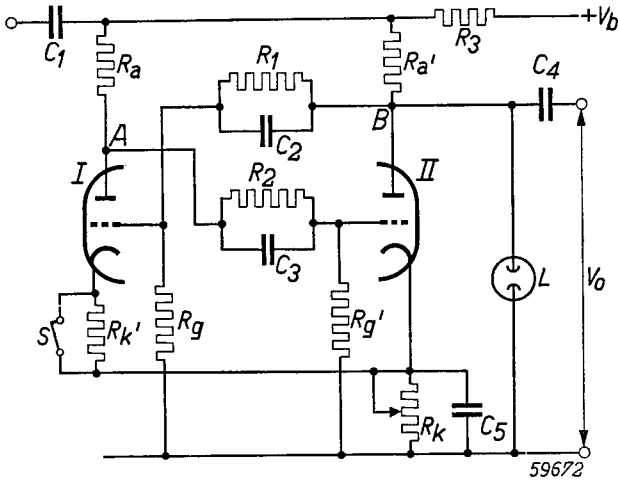 C1
Ra
R1
Ra'
R3
+Vb
C4
A
C2
B
I
R2
II
C3
L
Vo
S
Rk'
Rg
Rg'
Rk
C5
59672